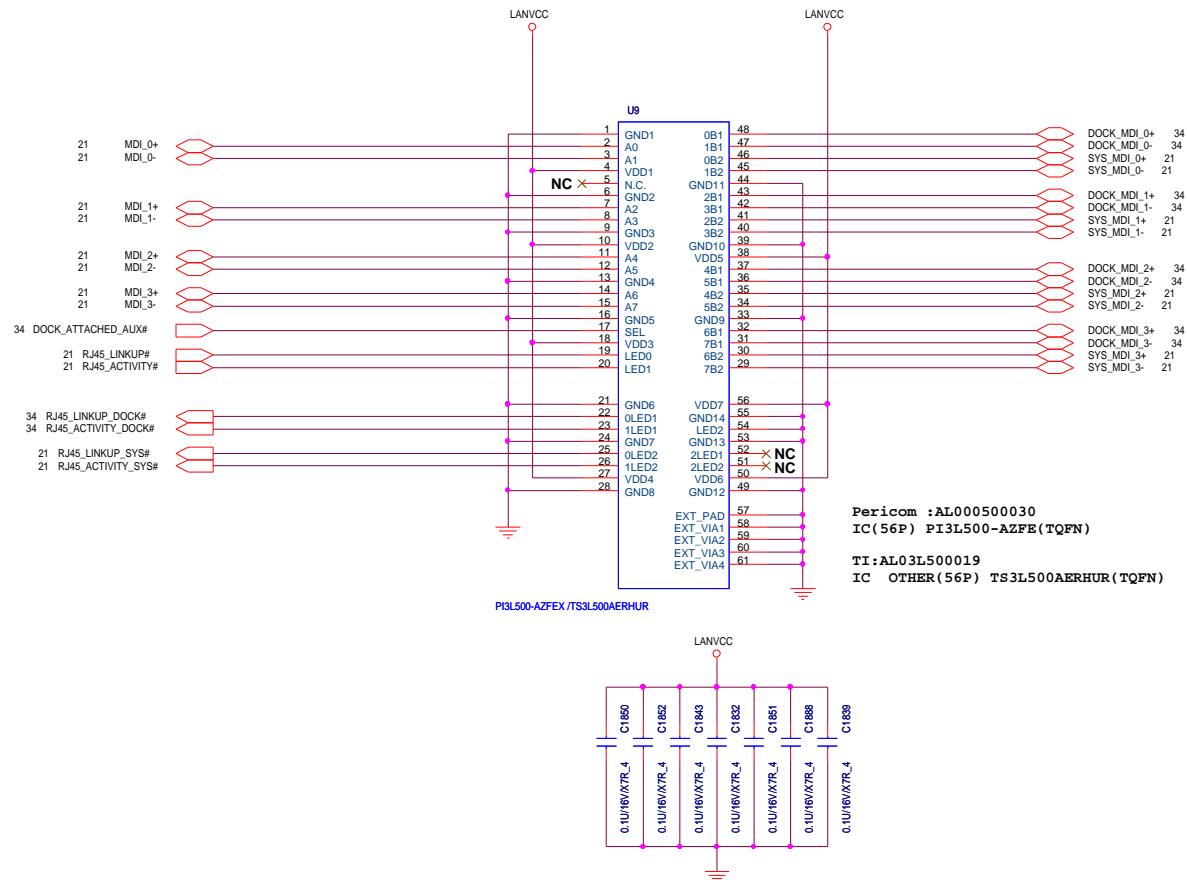 LANVCC
LANVCC
U9
21 MDI_0+
21 MDI_0-
21 MDI_1+
21 MDI_1-
21 MDI_2+
21 MDI_2-
21 MDI_3+
21 MDI_3-
34 DOCK_ATTACHED_AUX#
21 RJ45_LINKUP#
21 RJ45_ACTIVITY#
34 RJ45_LINKUP_DOCK#
34 RJ45_ACTIVITY_DOCK#
21 RJ45_LINKUP_SYS#
21 RJ45_ACTIVITY_SYS#
NC
1 GND1
2 A0
3 A1
4 VDD1
5 N.C.
6 GND2
7 A2
8 A3
9 GND3
10 VDD2
11 A4
12 A5
13 GND4
14 A6
15 A7
16 GND5
17 SEL
18 VDD3
19 LED0
20 LED1
21 GND6
22 0LED1
23 1LED1
24 GND7
25 0LED2
26 1LED2
27 VDD4
28 GND8
0B1 48
1B1 47
0B2 46
1B2 45
GND11 44
2B1 43
3B1 42
2B2 41
3B2 40
GND10 39
VDD5 38
4B1 37
5B1 36
4B2 35
5B2 34
GND9 33
6B1 32
7B1 31
6B2 30
7B2 29
VDD7 56
GND14 55
LED2 54
GND13 53
2LED1 52
2LED2 51
VDD6 50
GND12 49
EXT_PAD 57
EXT_VIA1 58
EXT_VIA2 59
EXT_VIA3 60
EXT_VIA4 61
NC
NC
DOCK_MDI_0+ 34
DOCK_MDI_0- 34
SYS_MDI_0+ 21
SYS_MDI_0- 21
DOCK_MDI_1+ 34
DOCK_MDI_1- 34
SYS_MDI_1+ 21
SYS_MDI_1- 21
DOCK_MDI_2+ 34
DOCK_MDI_2- 34
SYS_MDI_2+ 21
SYS_MDI_2- 21
DOCK_MDI_3+ 34
DOCK_MDI_3- 34
SYS_MDI_3+ 21
SYS_MDI_3- 21
Pericom :AL000500030
IC(56P) PI3L500-AZFE(TQFN)
TI:AL03L500019
IC OTHER(56P) TS3L500AERHUR(TQFN)
PI3L500-AZFEX /TS3L500AERHUR
LANVCC
C1850
0.1U/16V/X7R_4
C1852
0.1U/16V/X7R_4
C1843
0.1U/16V/X7R_4
C1832
0.1U/16V/X7R_4
C1851
0.1U/16V/X7R_4
C1888
0.1U/16V/X7R_4
C1839
0.1U/16V/X7R_4